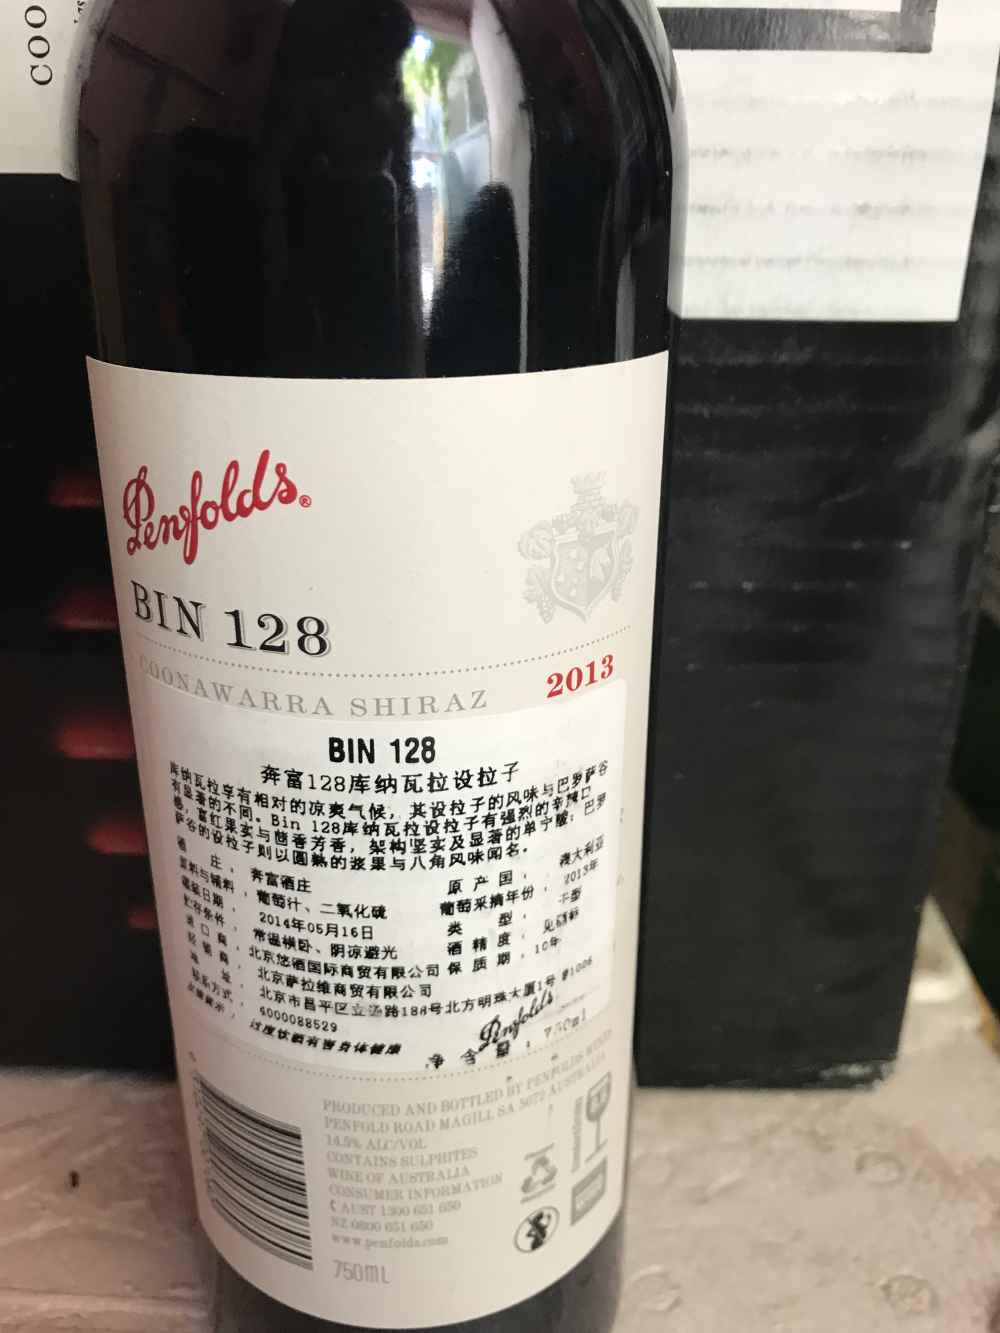 COO
Penfolds®
BIN 128
COONAWARRA SHIRAZ
2013
BIN 128
奔富128库纳瓦拉设拉子
库纳瓦拉享有相对的凉爽气候，其设拉子的风味与巴罗萨谷
有显著的不同。Bin 128库纳瓦拉设拉子有强烈的辛辣口
感，富红果实与茴香芳香，架构坚实及显著的单宁酸；巴罗
萨谷的设拉子则以圆熟的浆果与八角风味闻名。
酒 庄， 奔富酒庄 原 产 国， 澳大利亚
原料与辅料， 葡萄汁、二氧化硫 葡萄采摘年份， 2013年
灌装日期， 2014年05月16日 类 型， 干型
贮存条件， 常温横卧、阴凉避光 酒 精 度， 见酒标
进 口 商， 北京悠酒国际商贸有限公司 保 质 期， 10年
经 销 商， 北京萨拉维商贸有限公司
地 址， 北京市昌平区立汤路188号北方明珠大厦1号 #1006
联系方式， 4000088529
过度饮酒有害身体健康
Penfolds
净 含 量： 750ml
PRODUCED AND BOTTLED BY PENFOLDS WINES
PENFOLD ROAD MAGILL SA 5072 AUSTRALIA
14.5% ALC/VOL
CONTAINS SULPHITES
WINE OF AUSTRALIA
CONSUMER INFORMATION
AUST 1300 651 650
NZ 0800 651 650
www.penfolds.com
750ML